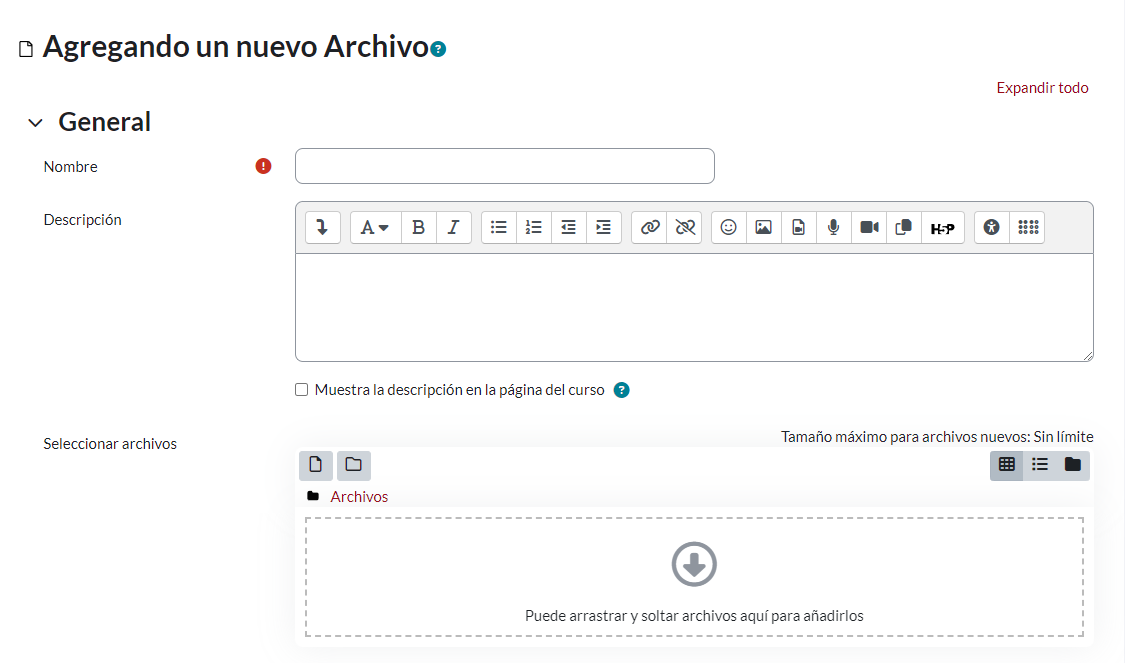 Agregando un nuevo Archivo
Expandir todo
General
Nombre
Descripción
A B I
H5P
Muestra la descripción en la página del curso
Seleccionar archivos
Tamaño máximo para archivos nuevos: Sin límite
Archivos
Puede arrastrar y soltar archivos aquí para añadirlos